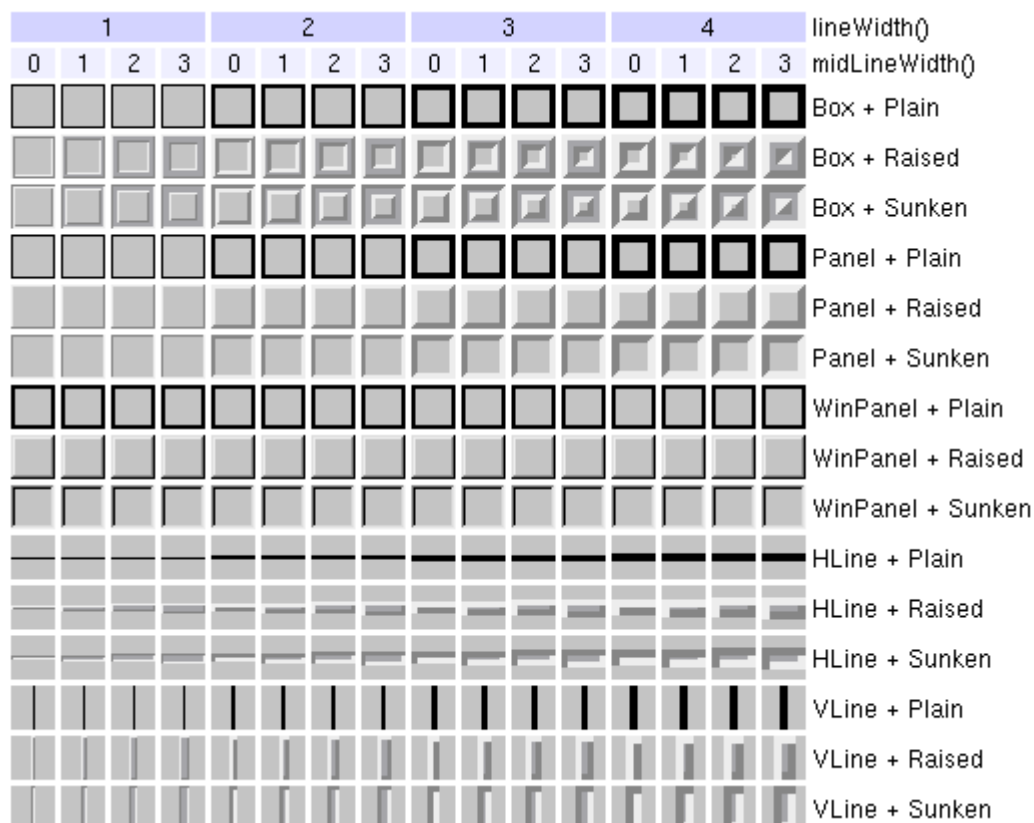 1 2 3 4 lineWidth()
0 1 2 3 0 1 2 3 0 1 2 3 0 1 2 3 midLineWidth()
Box + Plain
Box + Raised
Box + Sunken
Panel + Plain
Panel + Raised
Panel + Sunken
WinPanel + Plain
WinPanel + Raised
WinPanel + Sunken
HLine + Plain
HLine + Raised
HLine + Sunken
VLine + Plain
VLine + Raised
VLine + Sunken